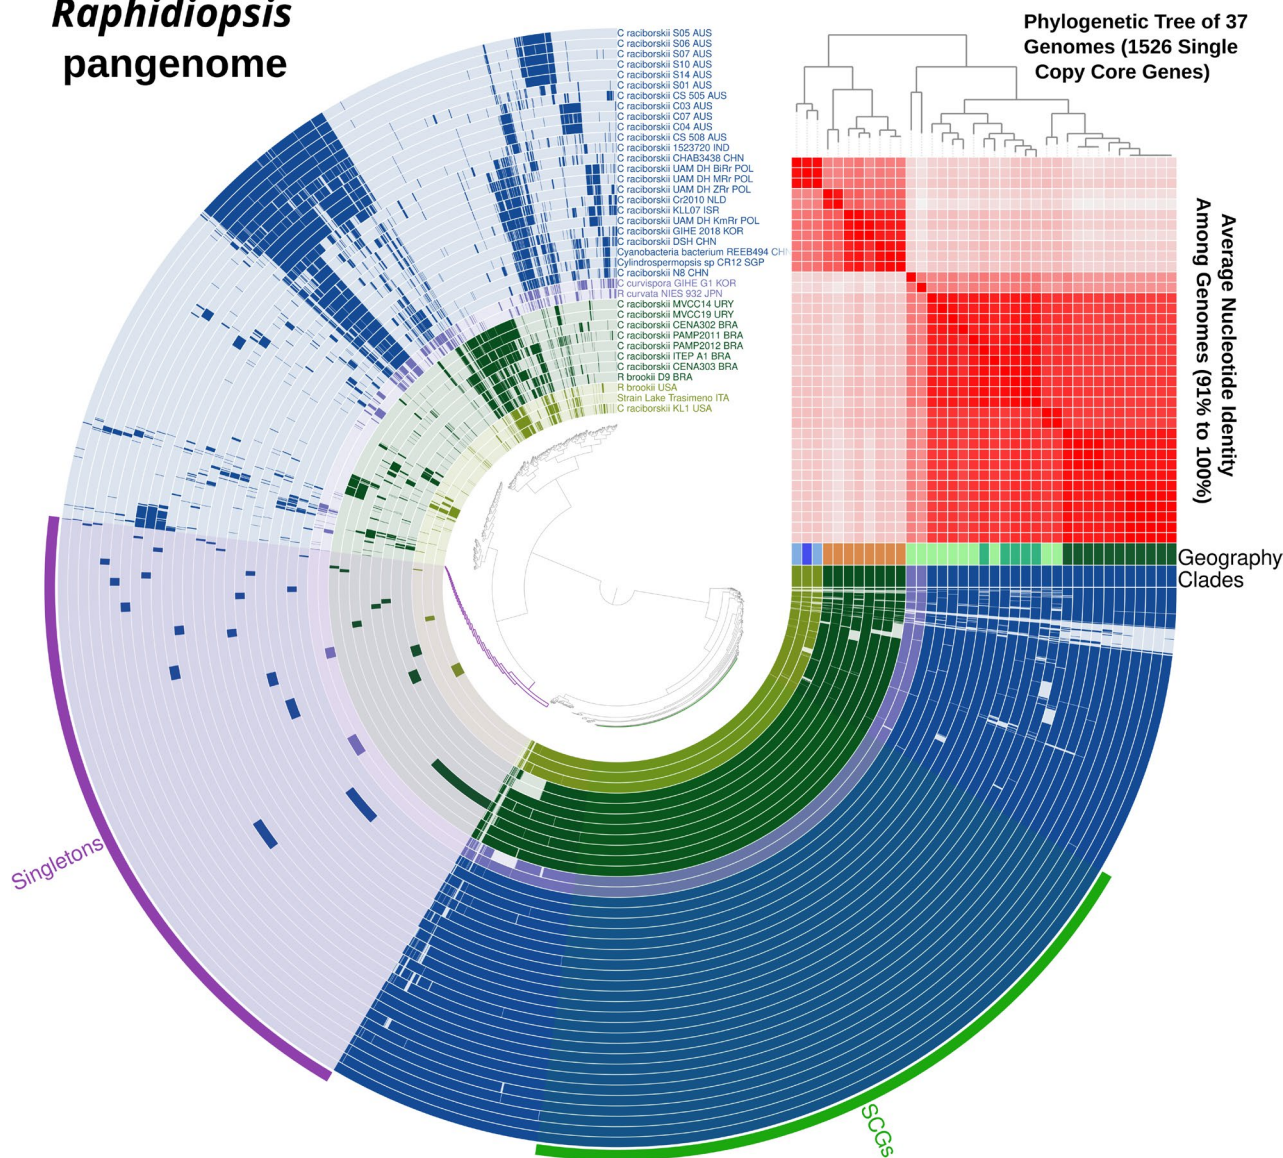 Raphidiopsis
pangenome
Phylogenetic Tree of 37
Genomes (1526 Single
Copy Core Genes)
C raciborskii S05 AUS
C raciborskii S06 AUS
C raciborskii S07 AUS
C raciborskii S10 AUS
C raciborskii S14 AUS
C raciborskii S01 AUS
C raciborskii CS 505 AUS
C raciborskii C03 AUS
C raciborskii C07 AUS
C raciborskii C04 AUS
C raciborskii CS 508 AUS
C raciborskii 1523720 IND
C raciborskii CHAB3438 CHN
C raciborskii UAM DH BiRr POL
C raciborskii UAM DH MRr POL
C raciborskii UAM DH ZRr POL
C raciborskii Cr2010 NLD
C raciborskii KLL07 ISR
C raciborskii UAM DH KmRr POL
C raciborskii GIHE 2018 KOR
C raciborskii DSH CHN
Cyanobacteria bacterium REEB494 CHN
Cylindrospermopsis sp CR12 SGP
C raciborskii N8 CHN
C curvispora GIHE G1 KOR
R curvata NIES 932 JPN
C raciborskii MVCC14 URY
C raciborskii MVCC19 URY
C raciborskii CENA302 BRA
C raciborskii PAMP2011 BRA
C raciborskii PAMP2012 BRA
C raciborskii ITEP A1 BRA
C raciborskii CENA303 BRA
R brookii D9 BRA
R brookii USA
Strain Lake Trasimeno ITA
C raciborskii KL1 USA
Average Nucleotide Identity
Among Genomes (91% to 100%)
Geography
Clades
Singletons
SCGs